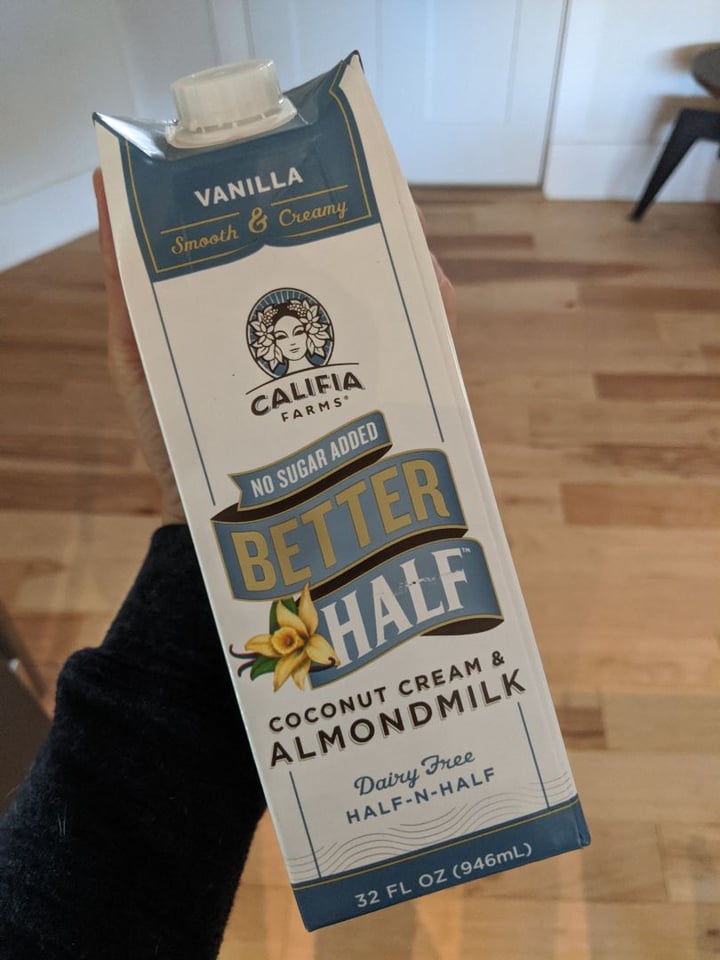 VANILLA
Smooth & Creamy
CALIFIA
FARMS®
NO SUGAR ADDED
BETTER
HALF™
COCONUT CREAM &
ALMONDMILK
Dairy Free
HALF-N-HALF
32 FL OZ (946mL)